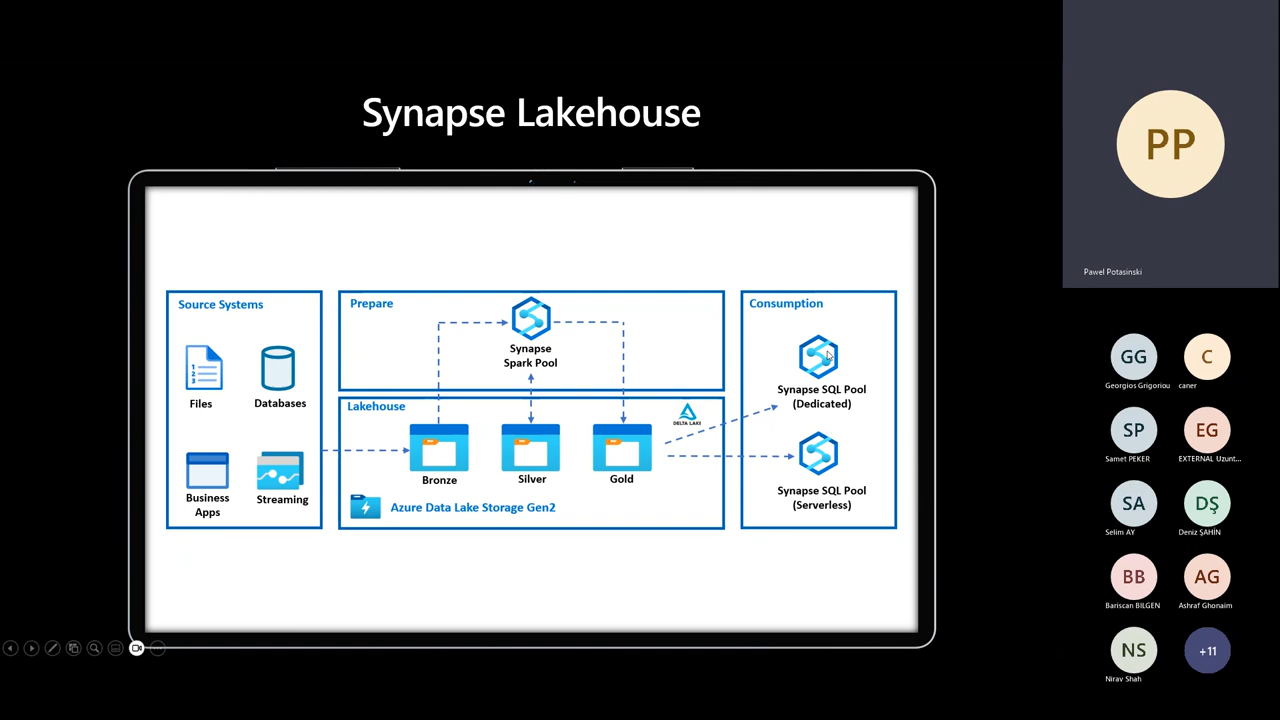 Synapse Lakehouse
Source Systems
Files
Databases
Business
Apps
Streaming
Prepare
Synapse
Spark Pool
Lakehouse
DELTA LAKE
Bronze
Silver
Gold
Azure Data Lake Storage Gen2
Consumption
Synapse SQL Pool
(Dedicated)
Synapse SQL Pool
(Serverless)
PP
Pawel Potasinski
GG
Georgios Grigoriou
C
caner
SP
Samet PEKER
EG
EXTERNAL Uzunt...
SA
Selim AY
DŞ
Deniz ŞAHİN
BB
Bariscan BILGEN
AG
Ashraf Ghonaim
NS
Nirav Shah
+11